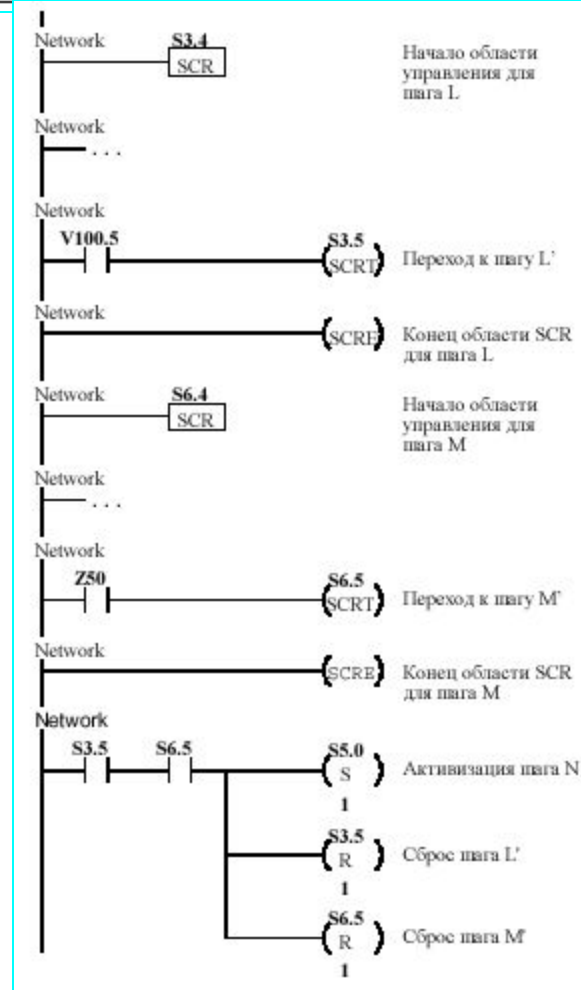 Network
S3.4
SCR
Начало области
управления для
шага L
Network
. . .
Network
V100.5
S3.5
SCRT
Переход к шагу L’
Network
SCRE
Конец области SCR
для шага L
Network
S6.4
SCR
Начало области
управления для
шага M
Network
. . .
Network
Z50
S6.5
SCRT
Переход к шагу M'
Network
SCRE
Конец области SCR
для шага M
Network
S3.5
S6.5
S5.0
S
1
Активизация шага N
S3.5
R
1
Сброс шага L'
S6.5
R
1
Сброс шага M'